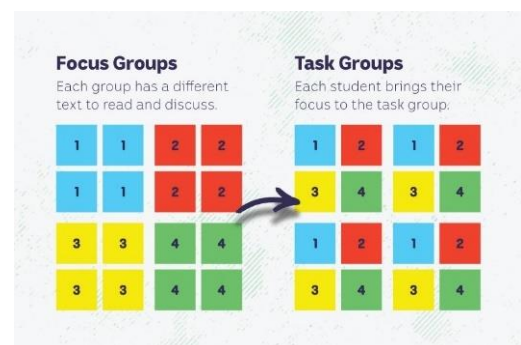 Focus Groups
Each group has a different
text to read and discuss.
1 1 2 2
1 1 2 2
3 3 4 4
3 3 4 4
Task Groups
Each student brings their
focus to the task group.
1 2 1 2
3 4 3 4
1 2 1 2
3 4 3 4